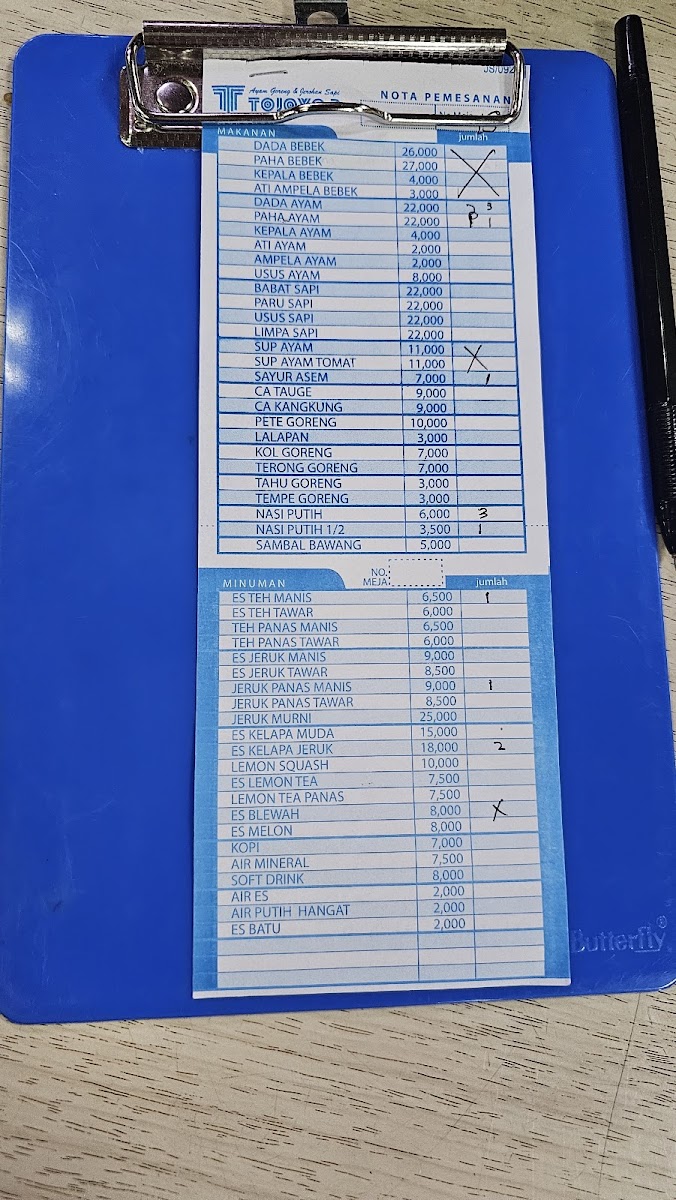 JS/092
Ayam Goreng & Jerohan Sapi
TOJOYO 3
NOTA PEMESANAN
MAKANAN jumlah
DADA BEBEK 26,000
PAHA BEBEK 27,000
KEPALA BEBEK 4,000
ATI AMPELA BEBEK 3,000
DADA AYAM 22,000 3
PAHA AYAM 22,000 P 1
KEPALA AYAM 4,000
ATI AYAM 2,000
AMPELA AYAM 2,000
USUS AYAM 8,000
BABAT SAPI 22,000
PARU SAPI 22,000
USUS SAPI 22,000
LIMPA SAPI 22,000
SUP AYAM 11,000
SUP AYAM TOMAT 11,000
SAYUR ASEM 7,000 1
CA TAUGE 9,000
CA KANGKUNG 9,000
PETE GORENG 10,000
LALAPAN 3,000
KOL GORENG 7,000
TERONG GORENG 7,000
TAHU GORENG 3,000
TEMPE GORENG 3,000
NASI PUTIH 6,000 3
NASI PUTIH 1/2 3,500 1
SAMBAL BAWANG 5,000
MINUMAN NO. MEJA jumlah
ES TEH MANIS 6,500 1
ES TEH TAWAR 6,000
TEH PANAS MANIS 6,500
TEH PANAS TAWAR 6,000
ES JERUK MANIS 9,000
ES JERUK TAWAR 8,500
JERUK PANAS MANIS 9,000 1
JERUK PANAS TAWAR 8,500
JERUK MURNI 25,000
ES KELAPA MUDA 15,000
ES KELAPA JERUK 18,000 2
LEMON SQUASH 10,000
ES LEMON TEA 7,500
LEMON TEA PANAS 7,500
ES BLEWAH 8,000 X
ES MELON 8,000
KOPI 7,000
AIR MINERAL 7,500
SOFT DRINK 8,000
AIR ES 2,000
AIR PUTIH HANGAT 2,000
ES BATU 2,000
Butterfly